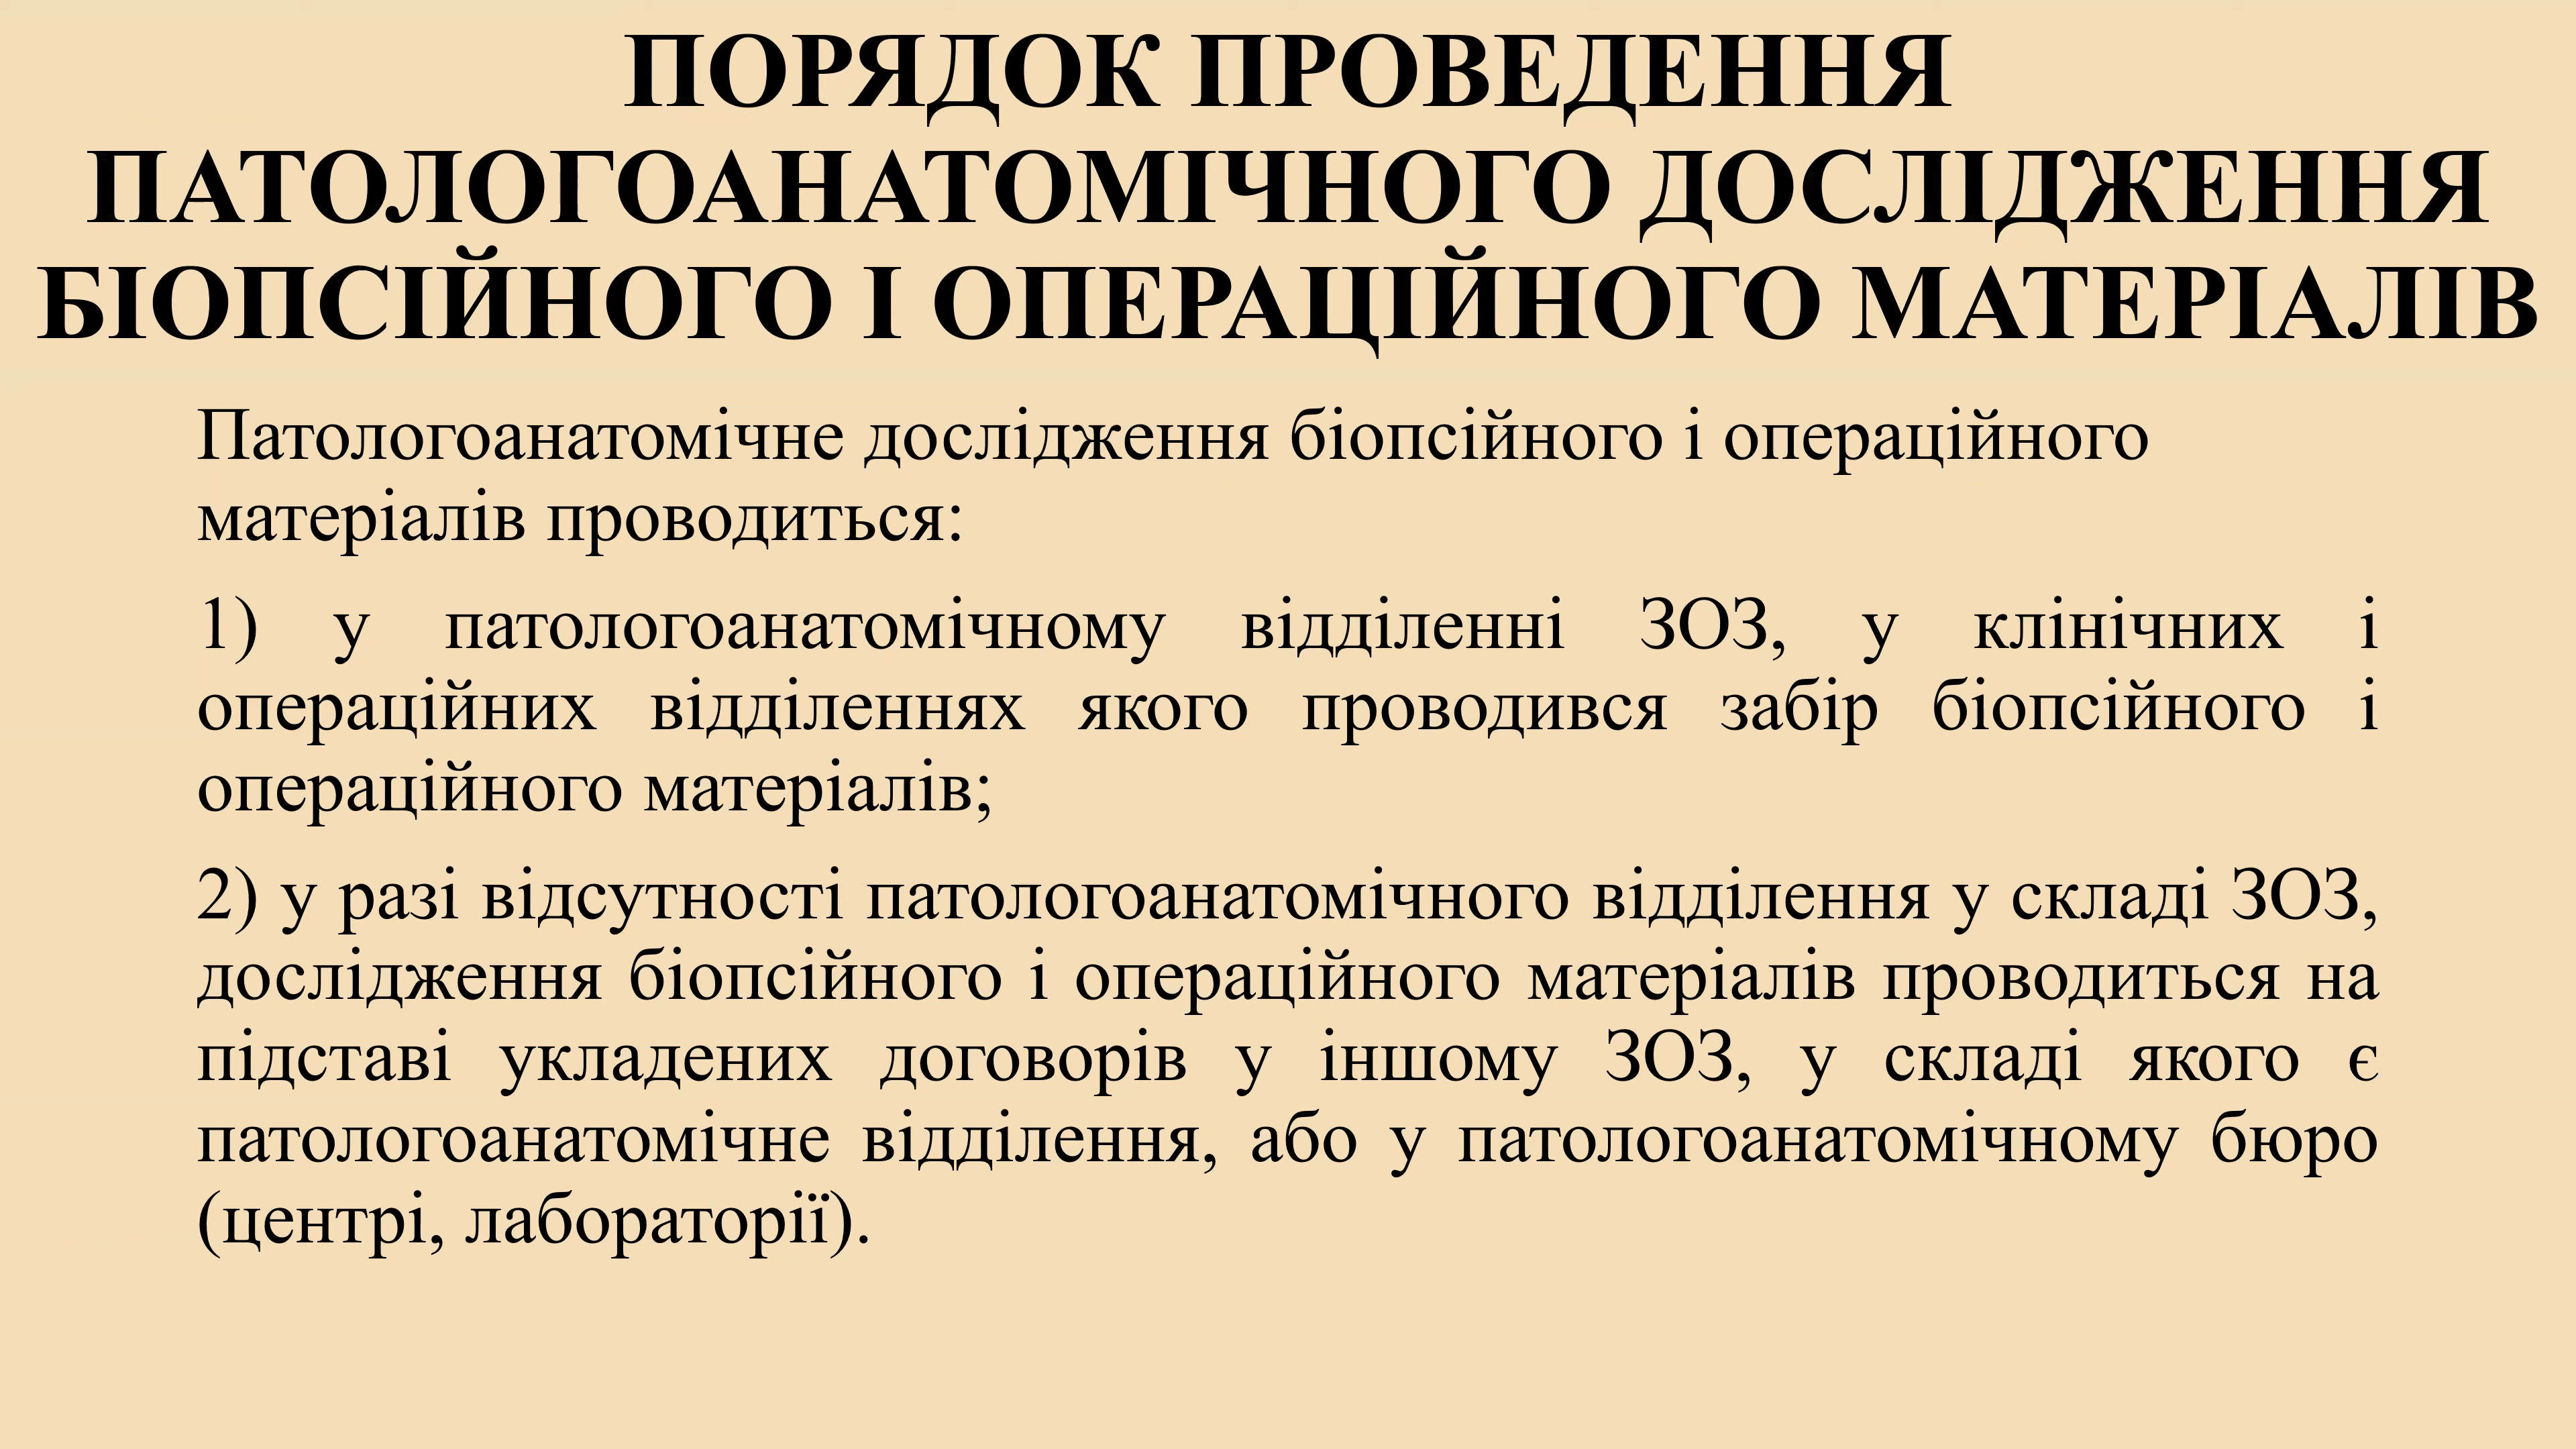 ПОРЯДОК ПРОВЕДЕННЯ
ПАТОЛОГОАНАТОМІЧНОГО ДОСЛІДЖЕННЯ
БІОПСІЙНОГО І ОПЕРАЦІЙНОГО МАТЕРІАЛІВ
Патологоанатомічне дослідження біопсійного і операційного
матеріалів проводиться:
1) у патологоанатомічному відділенні ЗОЗ, у клінічних і
операційних відділеннях якого проводився забір біопсійного і
операційного матеріалів;
2) у разі відсутності патологоанатомічного відділення у складі ЗОЗ,
дослідження біопсійного і операційного матеріалів проводиться на
підставі укладених договорів у іншому ЗОЗ, у складі якого є
патологоанатомічне відділення, або у патологоанатомічному бюро
(центрі, лабораторії).